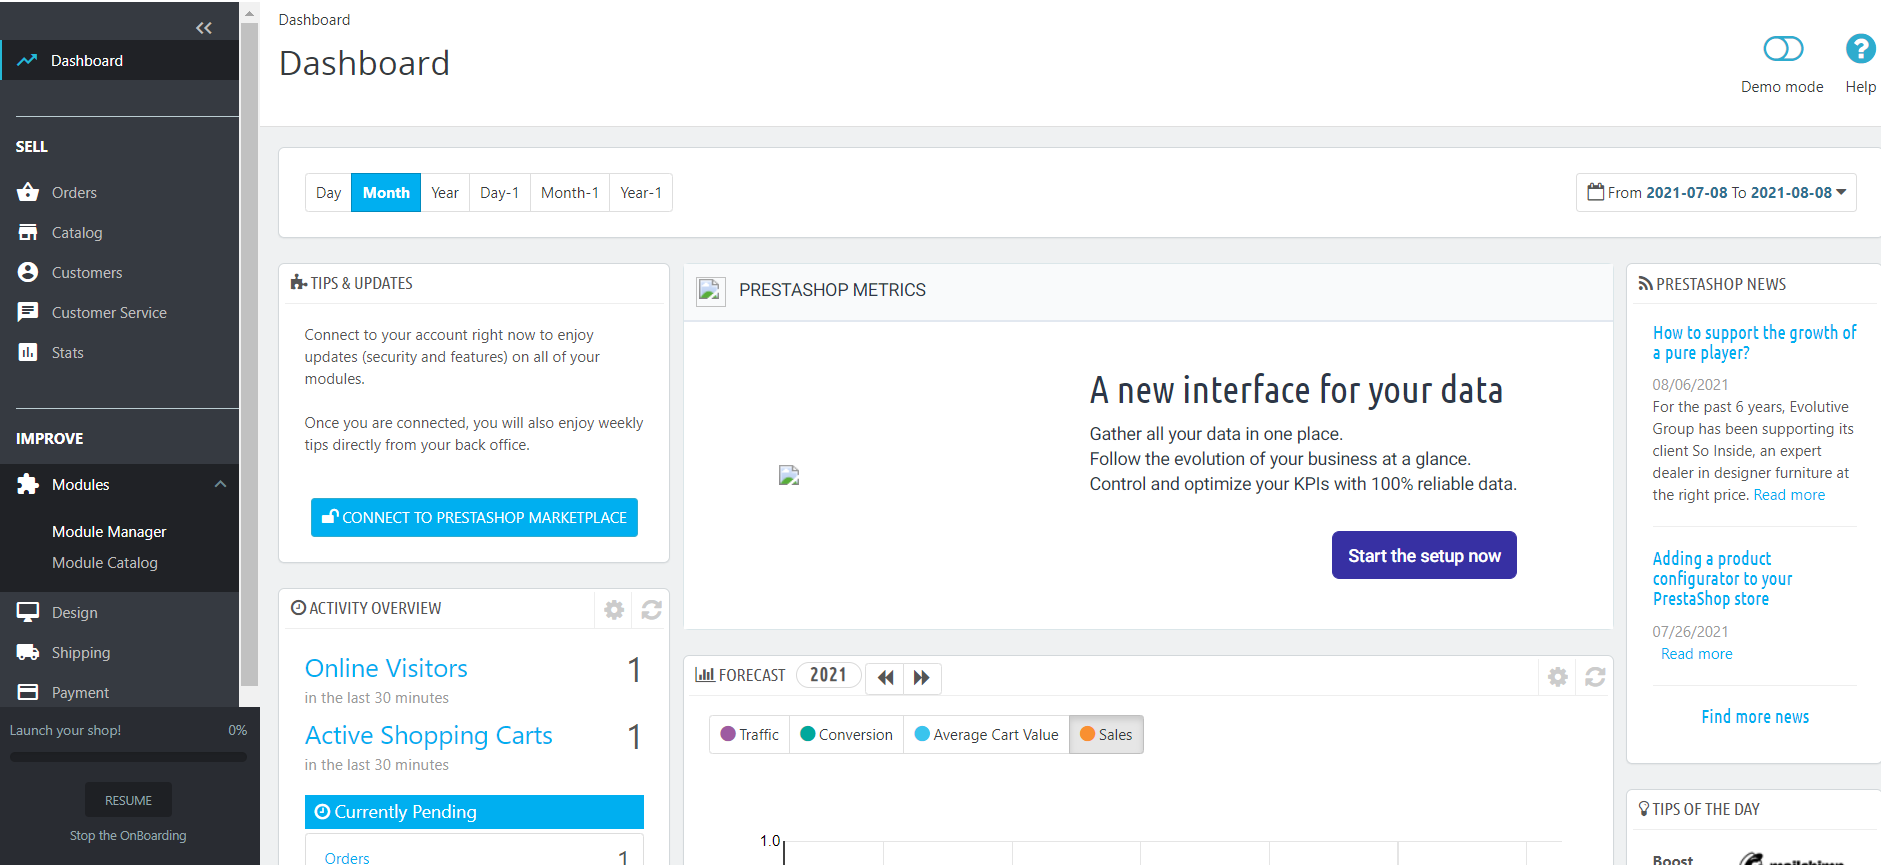 Dashboard
SELL
Orders
Catalog
Customers
Customer Service
Stats
IMPROVE
Modules
Module Manager
Module Catalog
Design
Shipping
Payment
Launch your shop! 0%
RESUME
Stop the OnBoarding
Dashboard
Dashboard
Demo mode
Help
Day Month Year Day-1 Month-1 Year-1
From 2021-07-08 To 2021-08-08
TIPS & UPDATES
Connect to your account right now to enjoy
updates (security and features) on all of your
modules.
Once you are connected, you will also enjoy weekly
tips directly from your back office.
CONNECT TO PRESTASHOP MARKETPLACE
ACTIVITY OVERVIEW
Online Visitors 1
in the last 30 minutes
Active Shopping Carts 1
in the last 30 minutes
Currently Pending
Orders 1
PRESTASHOP METRICS
A new interface for your data
Gather all your data in one place.
Follow the evolution of your business at a glance.
Control and optimize your KPIs with 100% reliable data.
Start the setup now
FORECAST 2021
Traffic Conversion Average Cart Value Sales
1.0
PRESTASHOP NEWS
How to support the growth of
a pure player?
08/06/2021
For the past 6 years, Evolutive
Group has been supporting its
client So Inside, an expert
dealer in designer furniture at
the right price. Read more
Adding a product
configurator to your
PrestaShop store
07/26/2021
Read more
Find more news
TIPS OF THE DAY
Boost